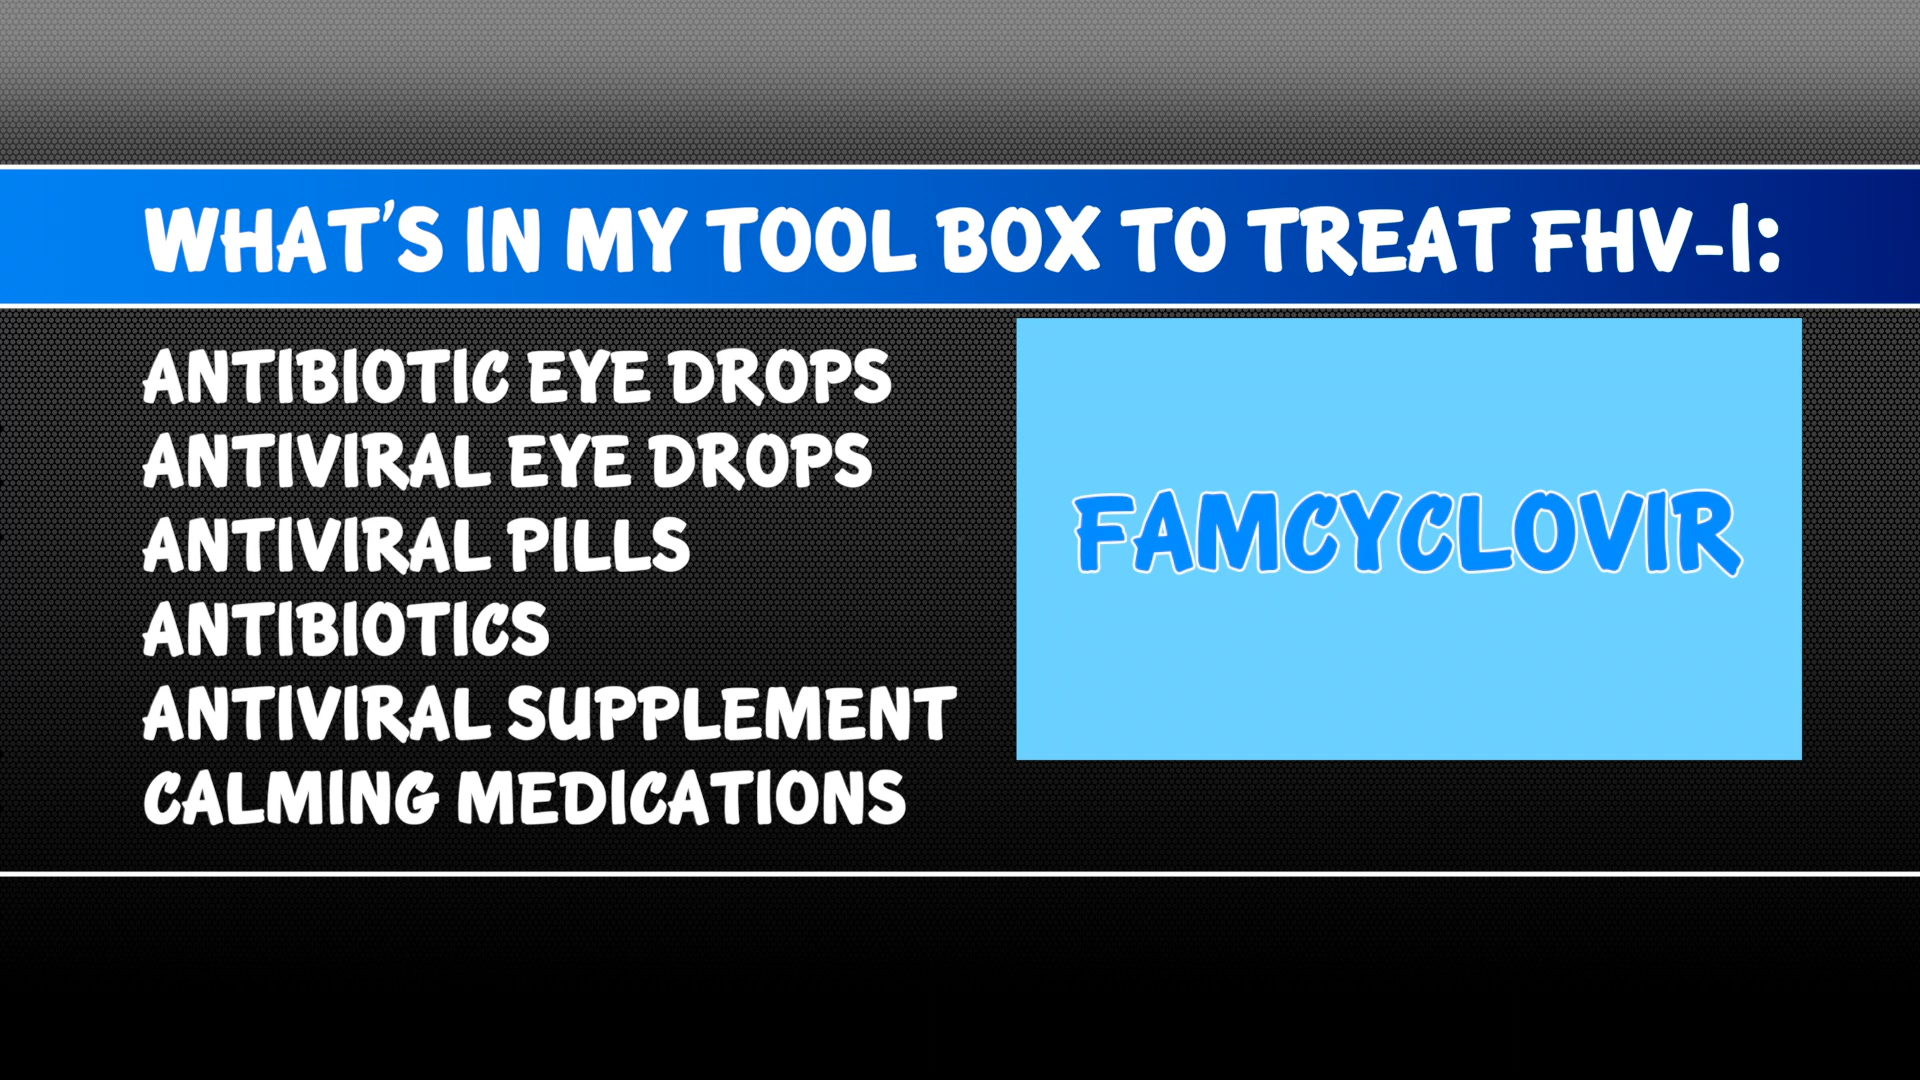 WHAT'S IN MY TOOL BOX TO TREAT FHV-1:
ANTIBIOTIC EYE DROPS
ANTIVIRAL EYE DROPS
ANTIVIRAL PILLS
ANTIBIOTICS
ANTIVIRAL SUPPLEMENT
CALMING MEDICATIONS
FAMCYCLOVIR